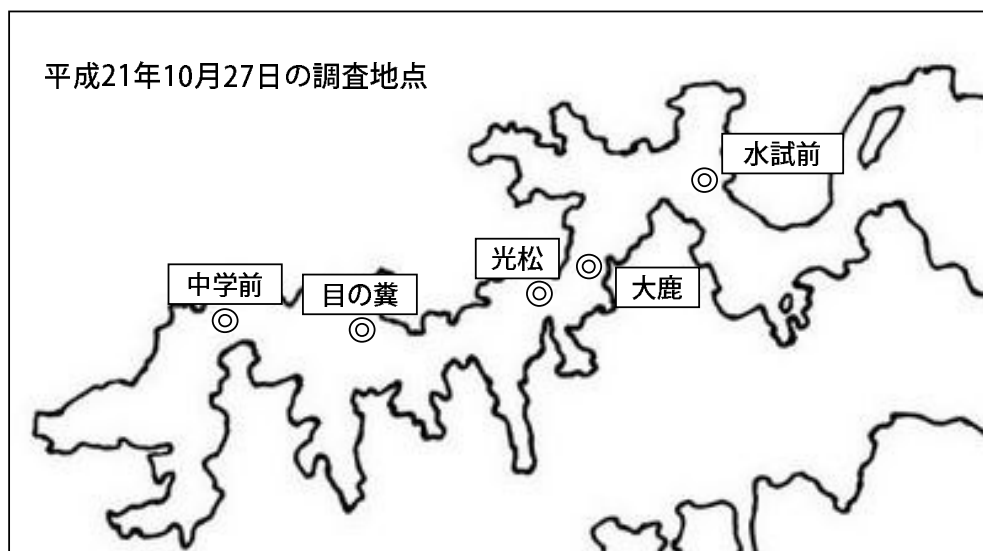 平成21年10月27日の調査地点
水試前
光松
大鹿
中学前
目の糞